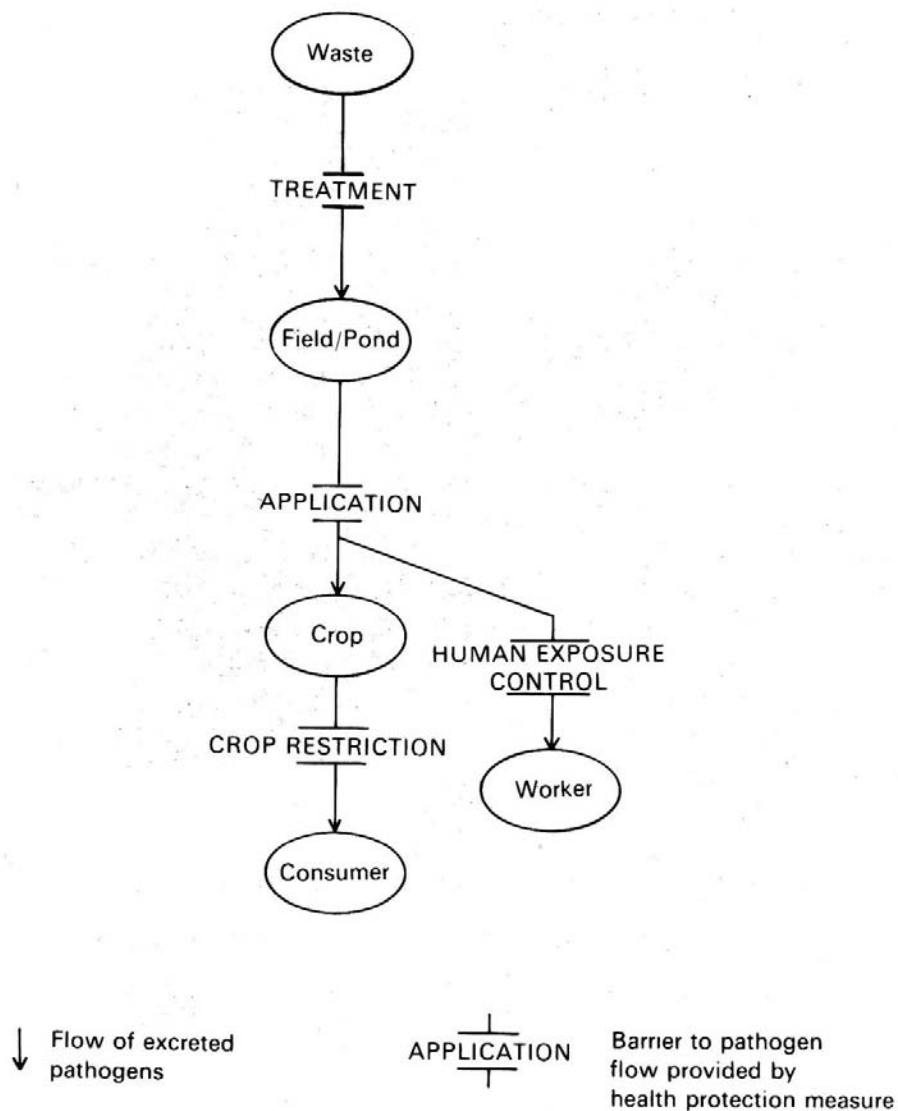 Waste
TREATMENT
Field/Pond
APPLICATION
Crop
HUMAN EXPOSURE
CONTROL
CROP RESTRICTION
Worker
Consumer
Flow of excreted
pathogens
APPLICATION
Barrier to pathogen
flow provided by
health protection measure